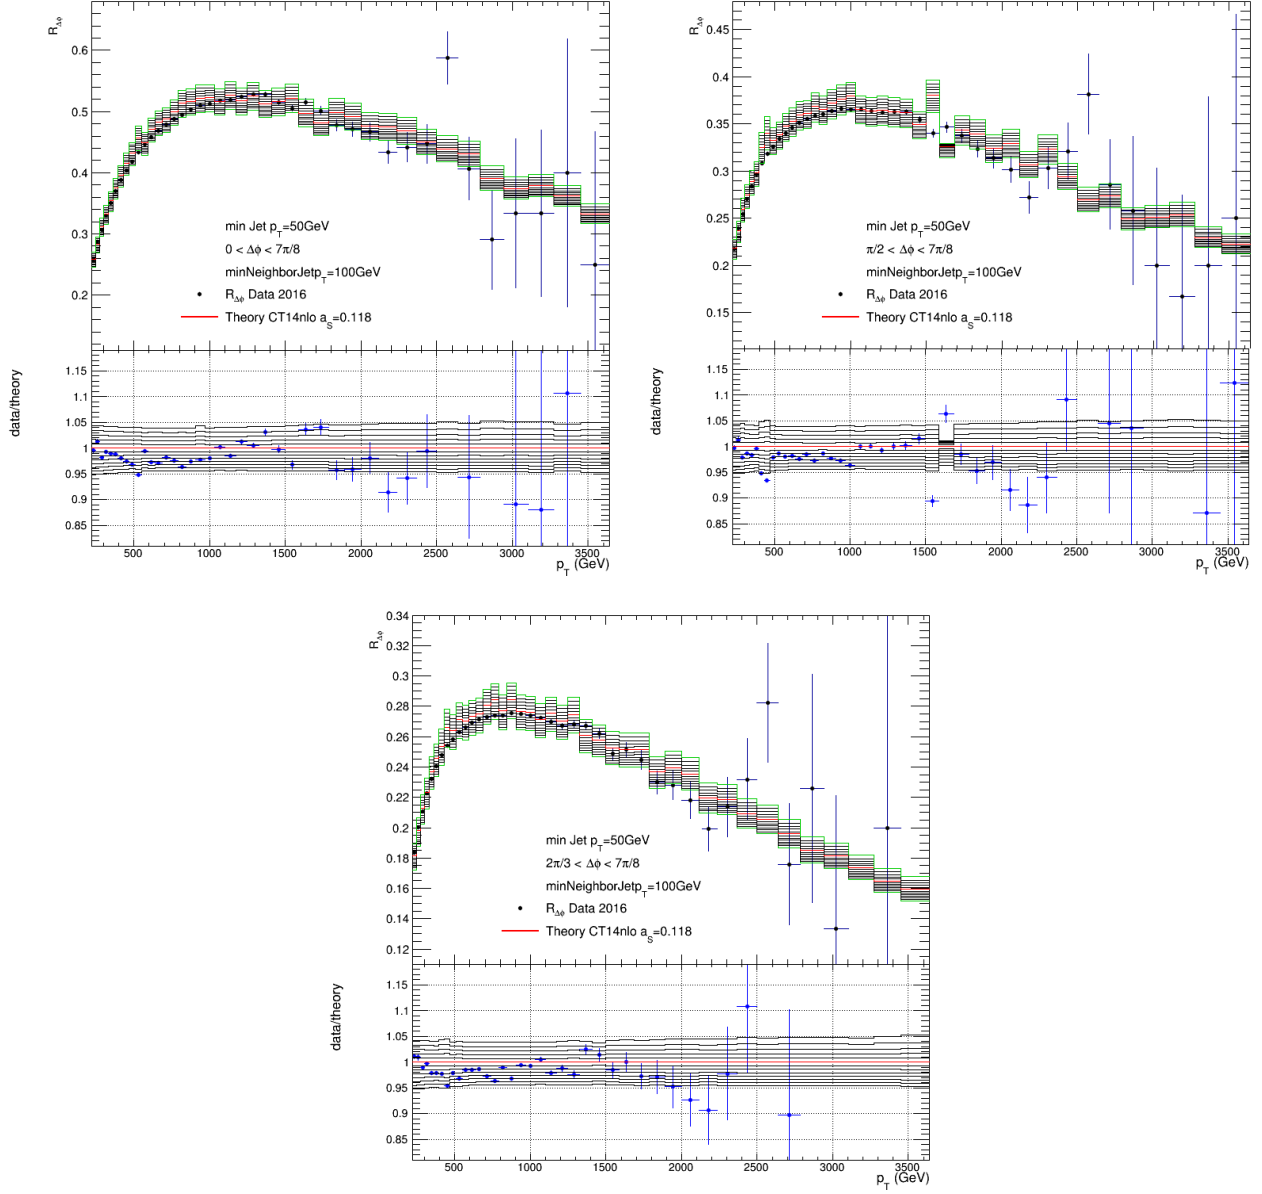 R_Δϕ
0.6
0.5
0.4
0.3
0.2
min Jet p_T=50GeV
0 < Δϕ < 7π/8
minNeighborJetp_T=100GeV
R_Δϕ Data 2016
Theory CT14nlo a_S=0.118
data/theory
1.15
1.1
1.05
1
0.95
0.9
0.85
500 1000 1500 2000 2500 3000 3500
p_T (GeV)
R_Δϕ
0.45
0.4
0.35
0.3
0.25
0.2
0.15
min Jet p_T=50GeV
π/2 < Δϕ < 7π/8
minNeighborJetp_T=100GeV
R_Δϕ Data 2016
Theory CT14nlo a_S=0.118
data/theory
1.15
1.1
1.05
1
0.95
0.9
0.85
500 1000 1500 2000 2500 3000 3500
p_T (GeV)
R_Δϕ
0.34
0.32
0.3
0.28
0.26
0.24
0.22
0.2
0.18
0.16
0.14
0.12
min Jet p_T=50GeV
2π/3 < Δϕ < 7π/8
minNeighborJetp_T=100GeV
R_Δϕ Data 2016
Theory CT14nlo a_S=0.118
data/theory
1.15
1.1
1.05
1
0.95
0.9
0.85
500 1000 1500 2000 2500 3000 3500
p_T (GeV)